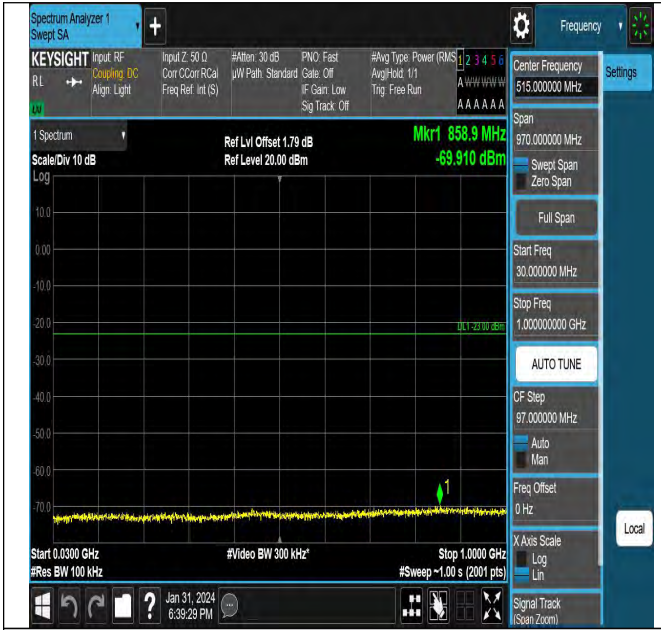 Spectrum Analyzer 1
Swept SA
Frequency
KEYSIGHT
RL
Input: RF
Coupling: DC
Align: Light
Input Z: 50 Ω
Corr CCorr RCal
Freq Ref: Int (S)
#Atten: 30 dB
µW Path: Standard
PNO: Fast
Gate: Off
IF Gain: Low
Sig Track: Off
#Avg Type: Power (RMS
Avg|Hold: 1/1
Trig: Free Run
1 2 3 4 5 6
A W W W W W
A A A A A A
LXI
1 Spectrum
Scale/Div 10 dB
Log
Ref Lvl Offset 1.79 dB
Ref Level 20.00 dBm
Mkr1 858.9 MHz
-69.910 dBm
10.0
0.00
-10.0
-20.0
DL1 -23.00 dBm
-30.0
-40.0
-50.0
-60.0
1
-70.0
Start 0.0300 GHz
#Res BW 100 kHz
#Video BW 300 kHz*
Stop 1.0000 GHz
#Sweep ~1.00 s (2001 pts)
?
Jan 31, 2024
6:39:29 PM
Center Frequency
515.000000 MHz
Settings
Span
970.000000 MHz
Swept Span
Zero Span
Full Span
Start Freq
30.000000 MHz
Stop Freq
1.000000000 GHz
AUTO TUNE
CF Step
97.000000 MHz
Auto
Man
Freq Offset
0 Hz
X Axis Scale
Log
Lin
Local
Signal Track
(Span Zoom)